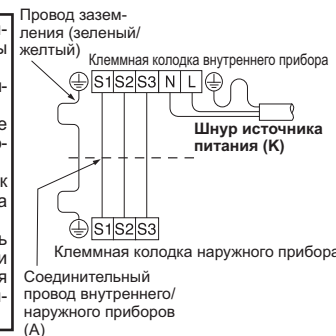 Провод зазем-
ления (зеленый/
желтый)
Клеммная колодка внутреннего прибора
S1 S2 S3 N L
Шнур источника
питания (K)
S1 S2 S3
Клеммная колодка наружного прибора
Соединительный
провод внутреннего/
наружного приборов
(A)